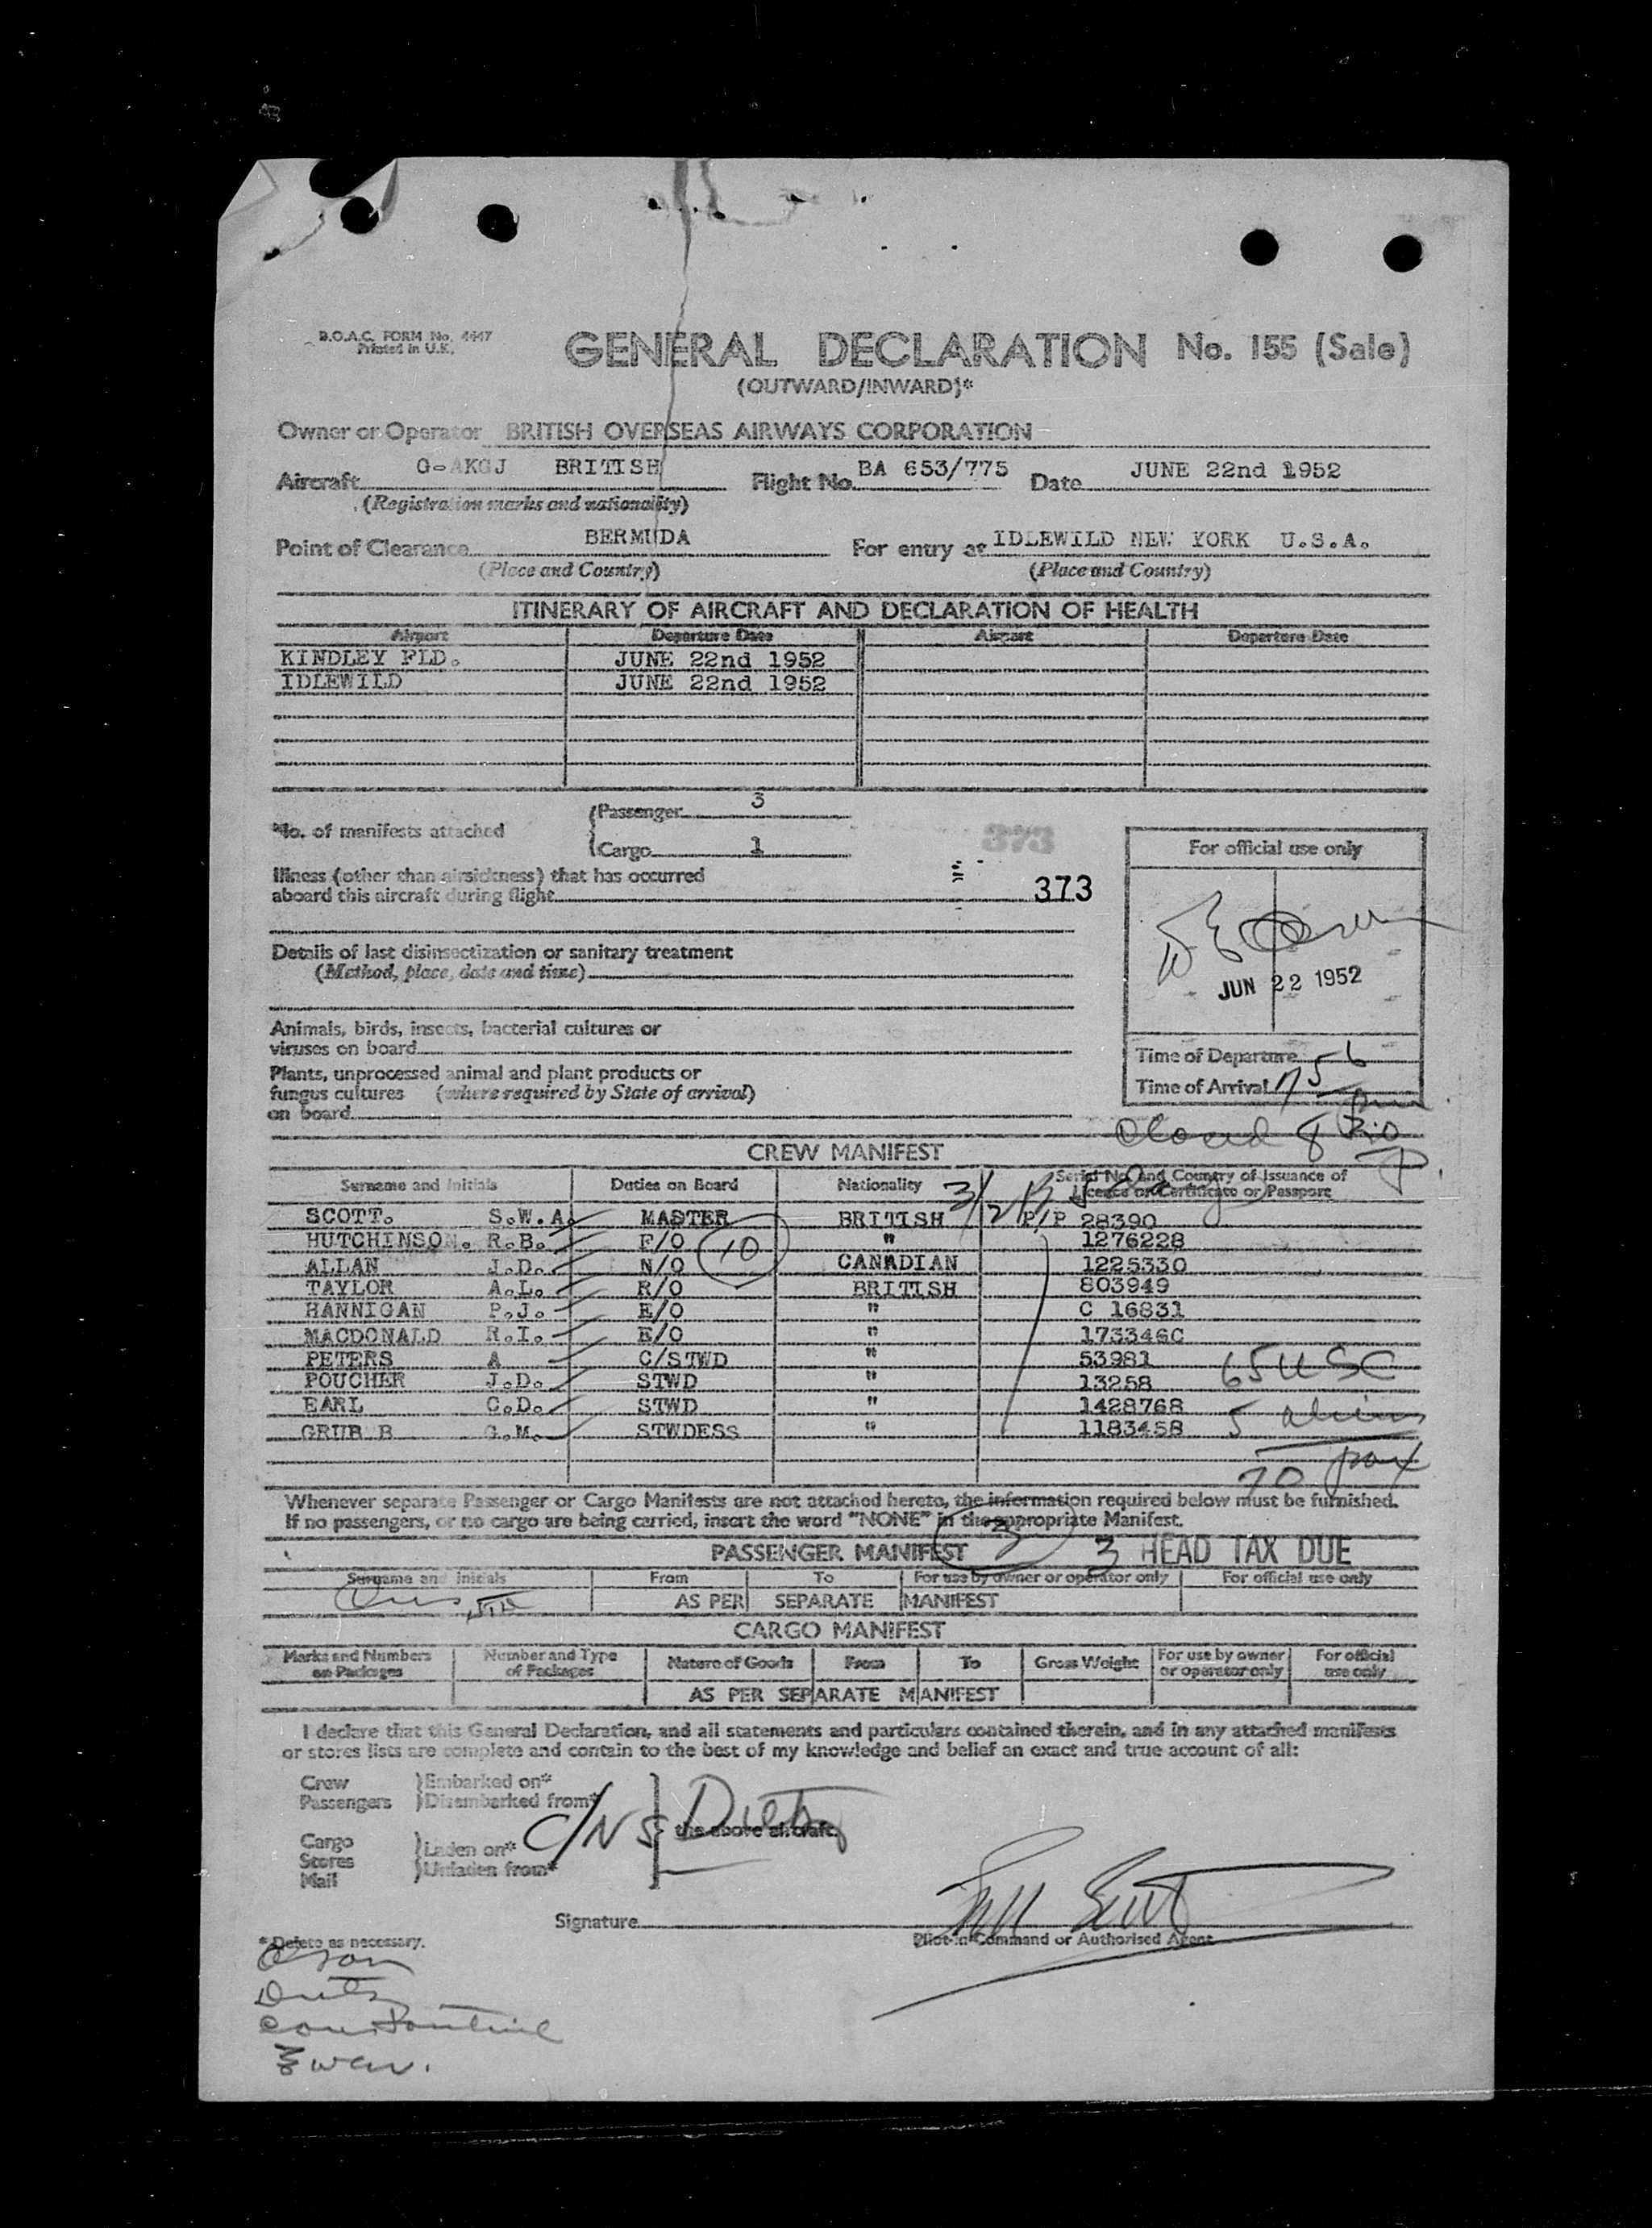 B.O.A.C. FORM No. 4447
Printed in U.K.
GENERAL DECLARATION No. 155 (Sale)
(OUTWARD/INWARD)*
Owner or Operator BRITISH OVERSEAS AIRWAYS CORPORATION
Aircraft G-AKGJ BRITISH Flight No. BA 653/775 Date JUNE 22nd 1952
(Registration marks and nationality)
Point of Clearance BERMUDA For entry at IDLEWILD NEW YORK U.S.A.
(Place and Country) (Place and Country)
ITINERARY OF AIRCRAFT AND DECLARATION OF HEALTH
Airport Departure Date Airport Departure Date
KINDLEY FLD. JUNE 22nd 1952
IDLEWILD JUNE 22nd 1952
No. of manifests attached
Passenger 3
Cargo 1
373
For official use only
Illness (other than airsickness) that has occurred
aboard this aircraft during flight
373
Details of last disinsectization or sanitary treatment
(Method, place, date and time)
JUN 22 1952
Animals, birds, insects, bacterial cultures or
viruses on board
Time of Departure
Plants, unprocessed animal and plant products or
fungus cultures (where required by State of arrival)
on board
Time of Arrival 756 pm
Closed 8
CREW MANIFEST
Surname and Initials Duties on Board Nationality Serial No. and Country of Issuance of
Licence or Certificate or Passport
SCOTT. S.W.A. MASTER BRITISH P/P 28390
HUTCHINSON. R.B. F/O " 1276228
10
ALLAN J.D. N/O CANADIAN 1225330
TAYLOR A.L. R/O BRITISH 803949
HANNIGAN P.J. E/O " C 16831
MACDONALD R.I. E/O " 173346C
PETERS A C/STWD " 53981
65 USC
POUCHER J.D. STWD " 13258
EARL C.D. STWD " 1428768
5 aliens
GRUBB G.M. STWDESS " 1183458
70 pax
Whenever separate Passenger or Cargo Manifests are not attached hereto, the information required below must be furnished.
If no passengers, or no cargo are being carried, insert the word "NONE" in the appropriate Manifest.
PASSENGER MANIFEST 3 3 HEAD TAX DUE
Surname and initials From To For use by owner or operator only For official use only
AS PER SEPARATE MANIFEST
CARGO MANIFEST
Marks and Numbers on Packages Number and Type of Packages Nature of Goods From To Gross Weight For use by owner or operator only For official use only
AS PER SEPARATE MANIFEST
I declare that this General Declaration, and all statements and particulars contained therein, and in any attached manifests
or stores lists are complete and contain to the best of my knowledge and belief an exact and true account of all:
Crew Embarked on*
Passengers Disembarked from*
C/NS Dietz
the above aircraft.
Cargo Laden on*
Stores
Mail Unladen from*
Signature
Pilot in Command or Authorised Agent
* Delete as necessary.
Olson
Dietz
Constantine
Swan.